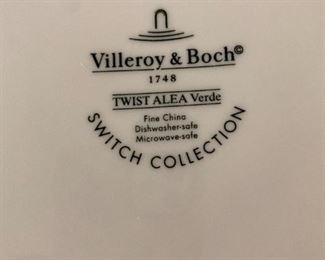 Villeroy & Boch©
1748
TWIST ALEA Verde
Fine China
Dishwasher-safe
Microwave-safe
SWITCH COLLECTION